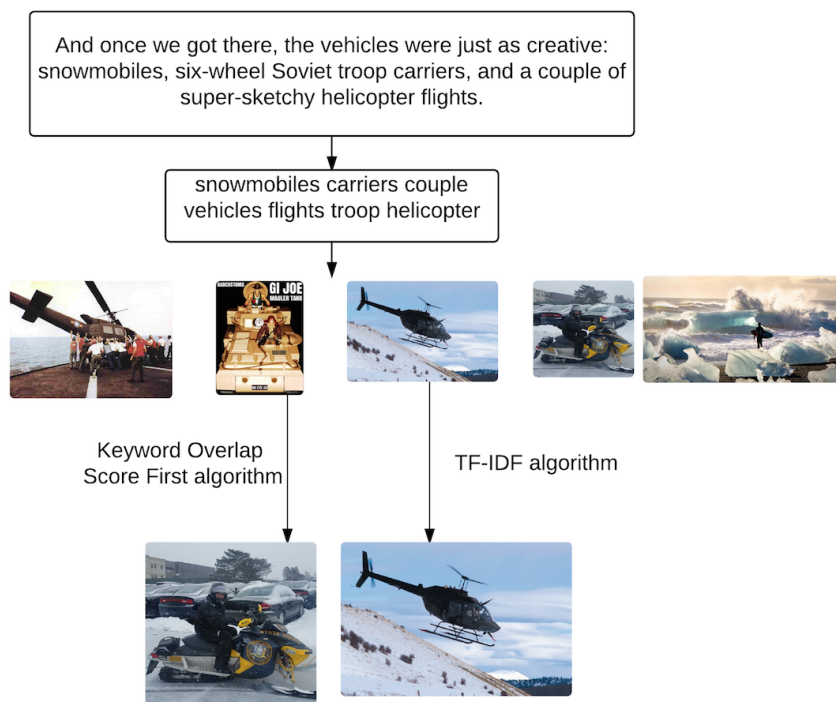 And once we got there, the vehicles were just as creative:
snowmobiles, six-wheel Soviet troop carriers, and a couple of
super-sketchy helicopter flights.
snowmobiles carriers couple
vehicles flights troop helicopter
GI JOE
MAULER TANK
Keyword Overlap
Score First algorithm
TF-IDF algorithm